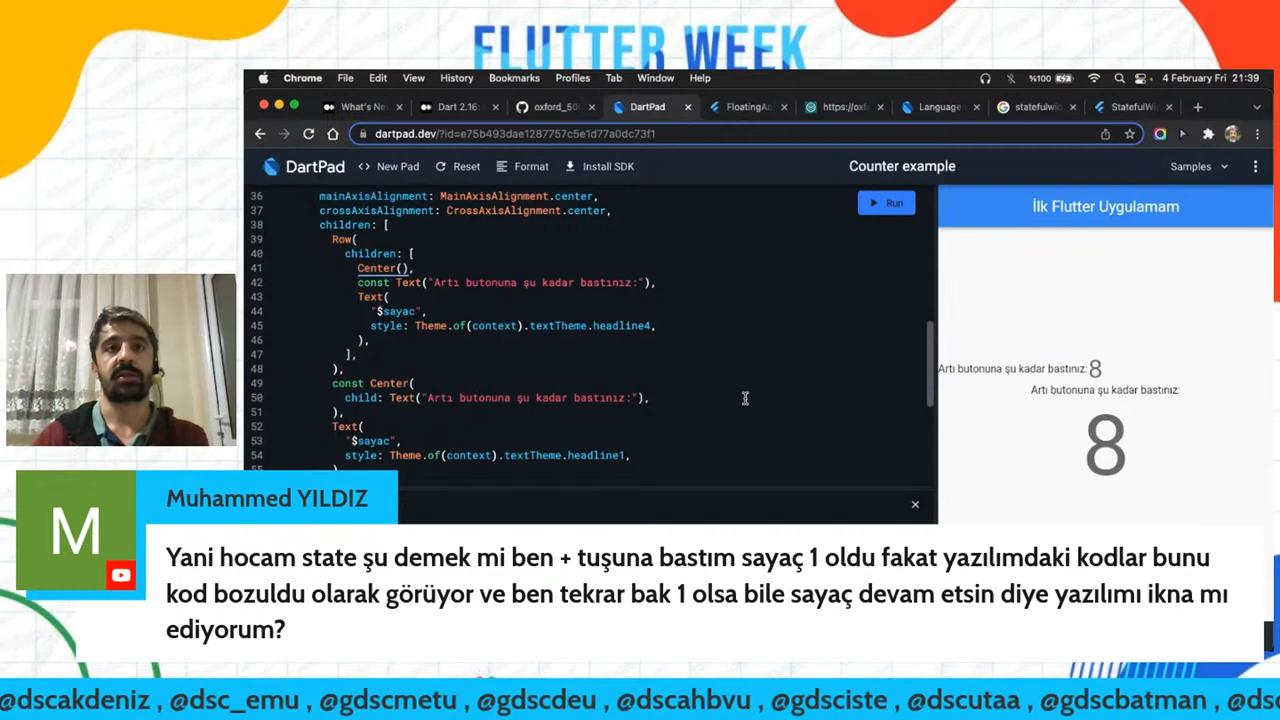 FLUTTER WEEK
Chrome File Edit View History Bookmarks Profiles Tab Window Help %100 4 February Fri 21:39
What's Ne Dart 2.16: oxford_50 DartPad FloatingAc https://oxf Language statefulwic StatefulWic
dartpad.dev/?id=e75b493dae1287757c5e1d77a0dc73f1
DartPad <> New Pad Reset Format Install SDK Counter example Samples
36 mainAxisAlignment: MainAxisAlignment.center,
37 crossAxisAlignment: CrossAxisAlignment.center,
38 children: [
39 Row(
40 children: [
41 Center(),
42 const Text("Artı butonuna şu kadar bastınız:"),
43 Text(
44 "$sayac",
45 style: Theme.of(context).textTheme.headline4,
46 ),
47 ],
48 ),
49 const Center(
50 child: Text("Artı butonuna şu kadar bastınız:"),
51 ),
52 Text(
53 "$sayac",
54 style: Theme.of(context).textTheme.headline1,
55 )
Run
İlk Flutter Uygulamam
Artı butonuna şu kadar bastınız: 8
Artı butonuna şu kadar bastınız:
8
M
Muhammed YILDIZ
Yani hocam state şu demek mi ben + tuşuna bastım sayaç 1 oldu fakat yazılımdaki kodlar bunu
kod bozuldu olarak görüyor ve ben tekrar bak 1 olsa bile sayaç devam etsin diye yazılımı ikna mı
ediyorum?
@dscakdeniz , @dsc_emu , @gdscmetu , @gdscdeu , @dscahbvu , @gdsciste , @dscutaa , @gdscbatman , @ds